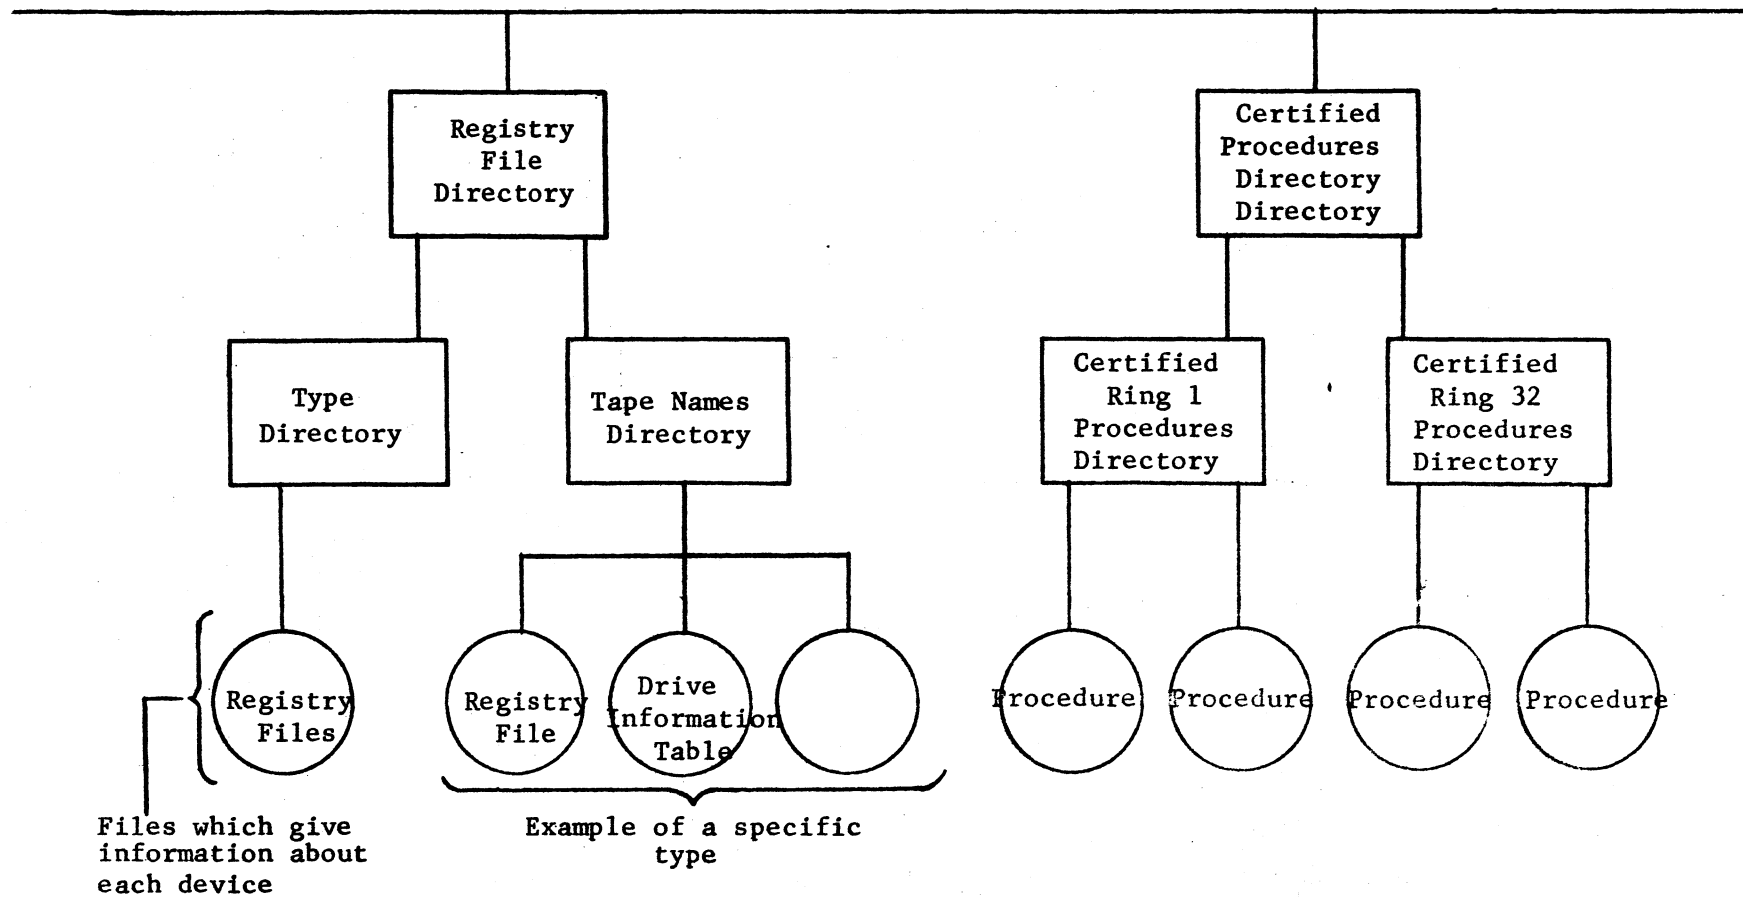 Registry
File
Directory
Certified
Procedures
Directory
Directory
Type
Directory
Tape Names
Directory
Certified
Ring 1
Procedures
Directory
Certified
Ring 32
Procedures
Directory
Registry
Files
Registry
File
Drive
Information
Table
Procedure
Procedure
Procedure
Procedure
Files which give
information about
each device
Example of a specific
type